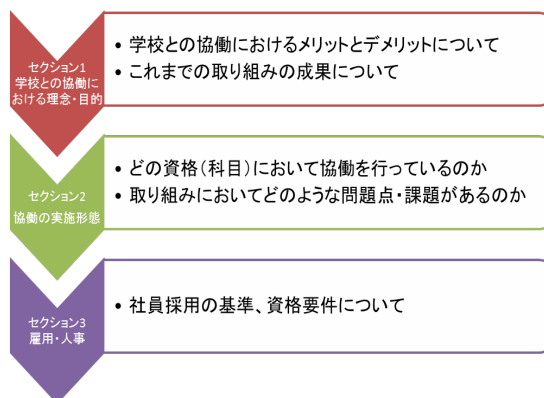 セクション1
学校との協働に
おける理念・目的
• 学校との協働におけるメリットとデメリットについて
• これまでの取り組みの成果について
セクション2
協働の実施形態
• どの資格(科目)において協働を行っているのか
• 取り組みにおいてどのような問題点・課題があるのか
セクション3
雇用・人事
• 社員採用の基準、資格要件について